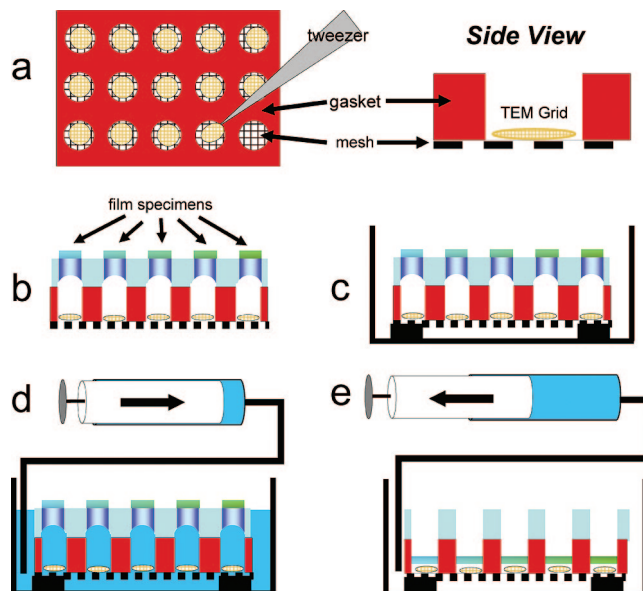 a
tweezer
Side View
gasket
TEM Grid
mesh
film specimens
b
c
d
e